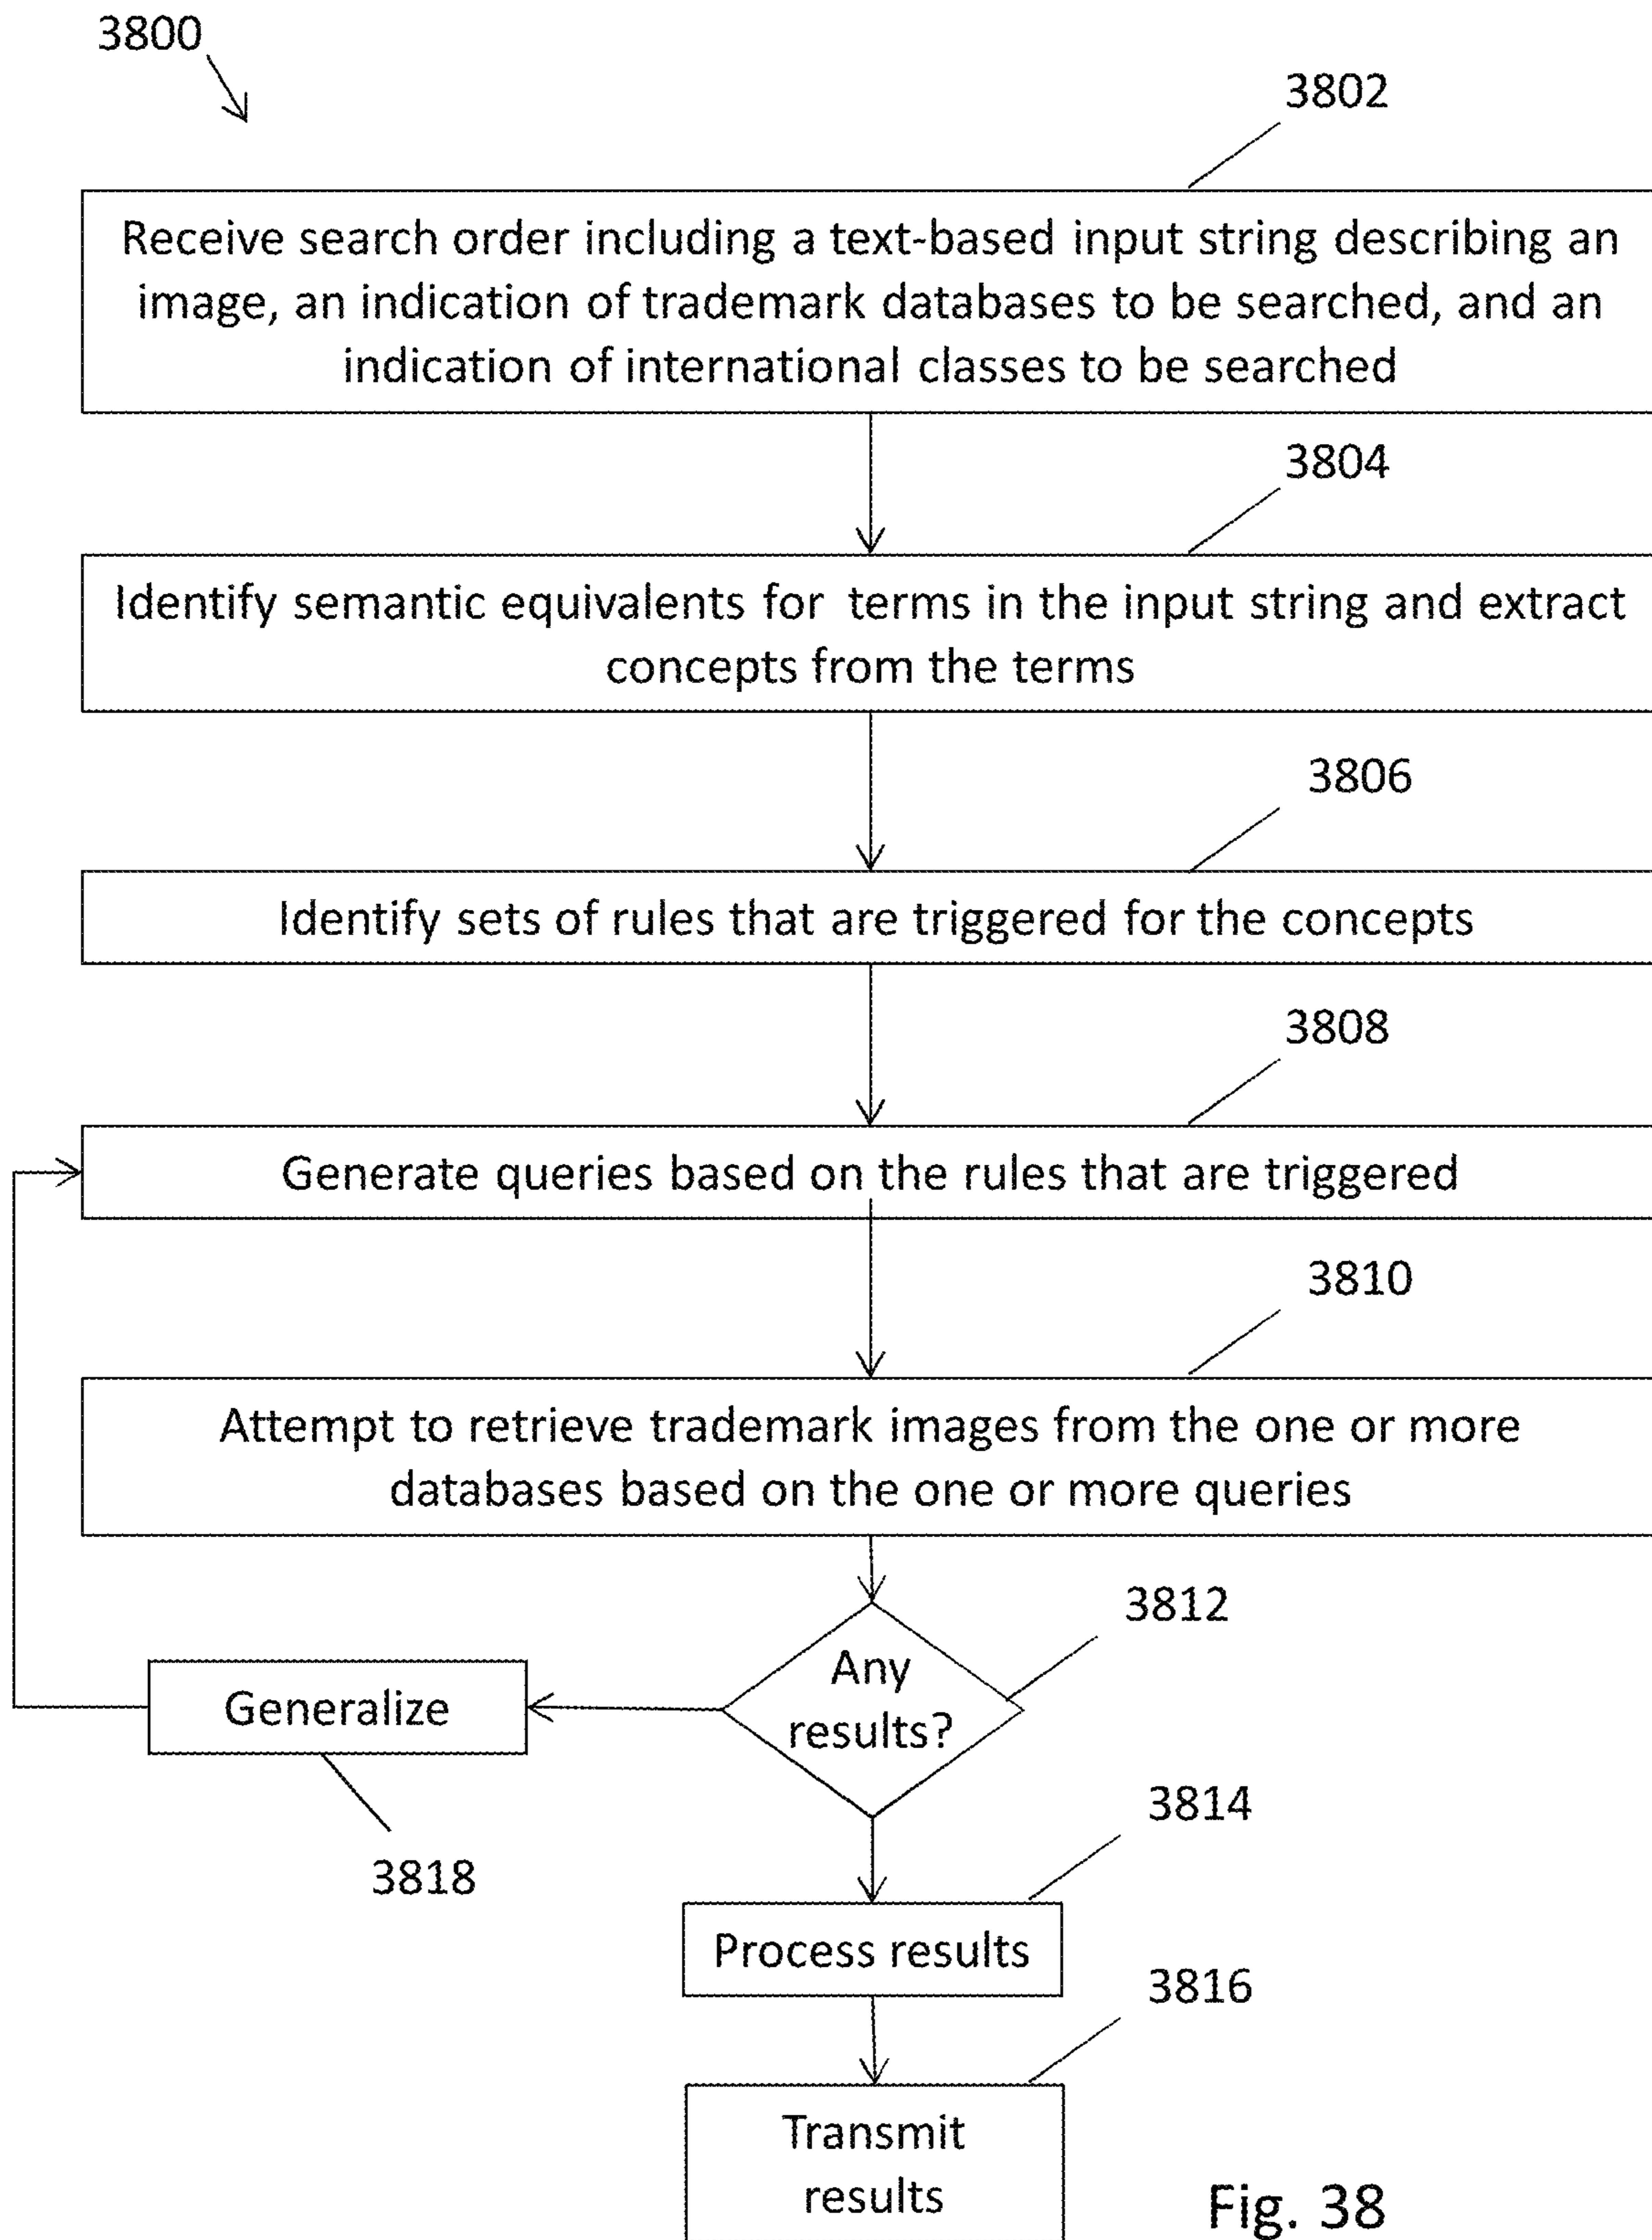 3800
3802
Receive search order including a text-based input string describing an
image, an indication of trademark databases to be searched, and an
indication of international classes to be searched
3804
Identify semantic equivalents for terms in the input string and extract
concepts from the terms
3806
Identify sets of rules that are triggered for the concepts
3808
Generate queries based on the rules that are triggered
3810
Attempt to retrieve trademark images from the one or more
databases based on the one or more queries
3812
Any
results?
Generalize
3818
3814
Process results
3816
Transmit
results
Fig. 38